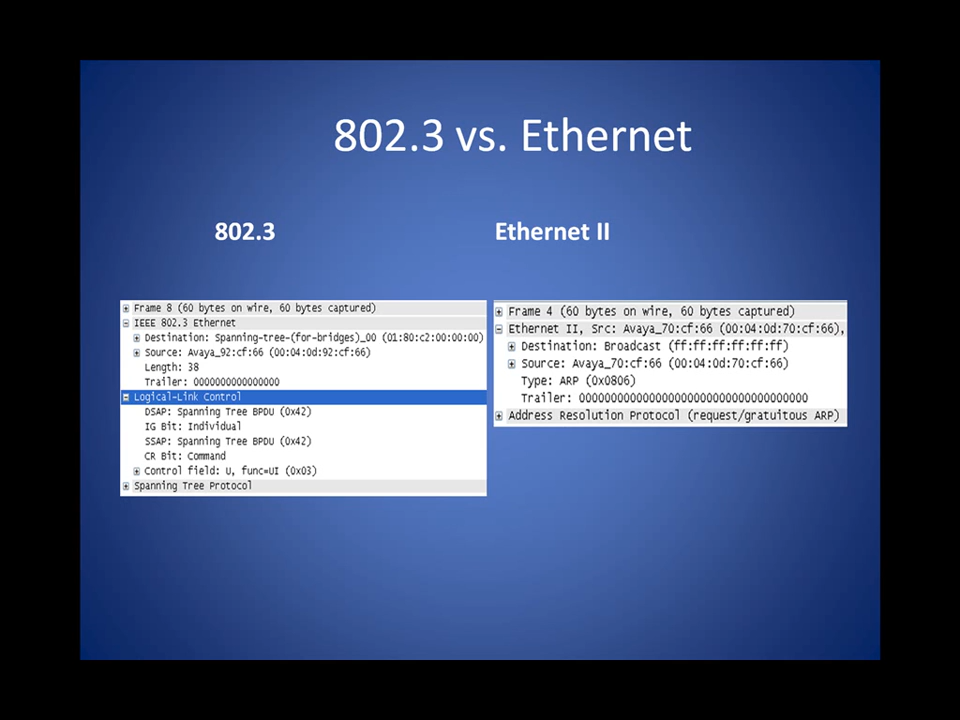 802.3 vs. Ethernet
802.3
Ethernet II
Frame 8 (60 bytes on wire, 60 bytes captured)
IEEE 802.3 Ethernet
Destination: Spanning-tree-(for-bridges)_00 (01:80:c2:00:00:00)
Source: Avaya_92:cf:66 (00:04:0d:92:cf:66)
Length: 38
Trailer: 0000000000000000
Logical-Link Control
DSAP: Spanning Tree BPDU (0x42)
IG Bit: Individual
SSAP: Spanning Tree BPDU (0x42)
CR Bit: Command
Control field: U, func=UI (0x03)
Spanning Tree Protocol
Frame 4 (60 bytes on wire, 60 bytes captured)
Ethernet II, Src: Avaya_70:cf:66 (00:04:0d:70:cf:66),
Destination: Broadcast (ff:ff:ff:ff:ff:ff)
Source: Avaya_70:cf:66 (00:04:0d:70:cf:66)
Type: ARP (0x0806)
Trailer: 000000000000000000000000000000000000
Address Resolution Protocol (request/gratuitous ARP)